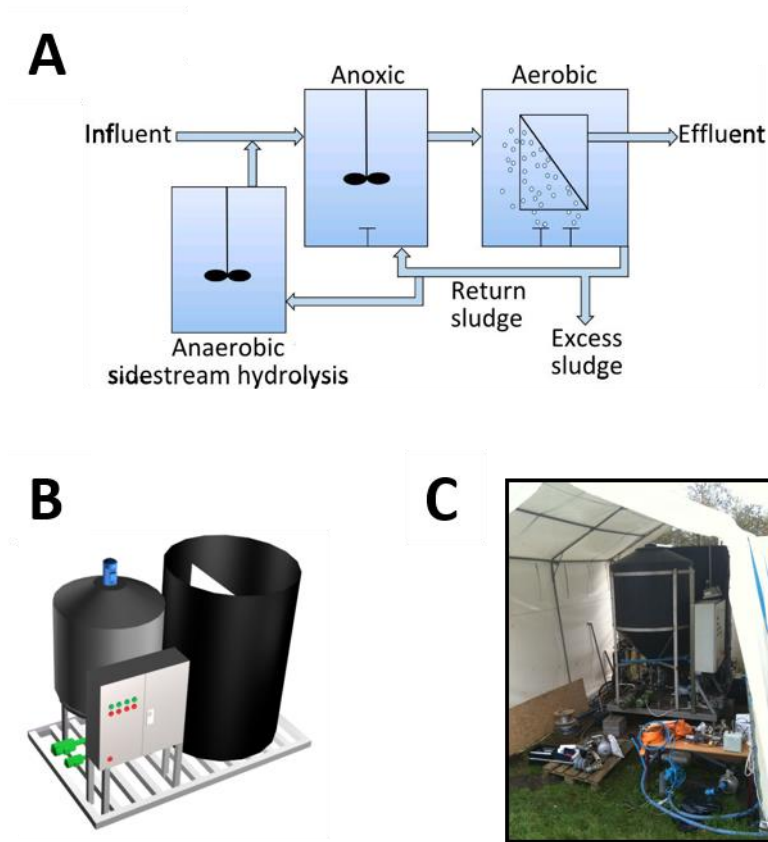 A
Anoxic
Aerobic
Influent
Effluent
Return
sludge
Excess
sludge
Anaerobic
sidestream hydrolysis
B
C